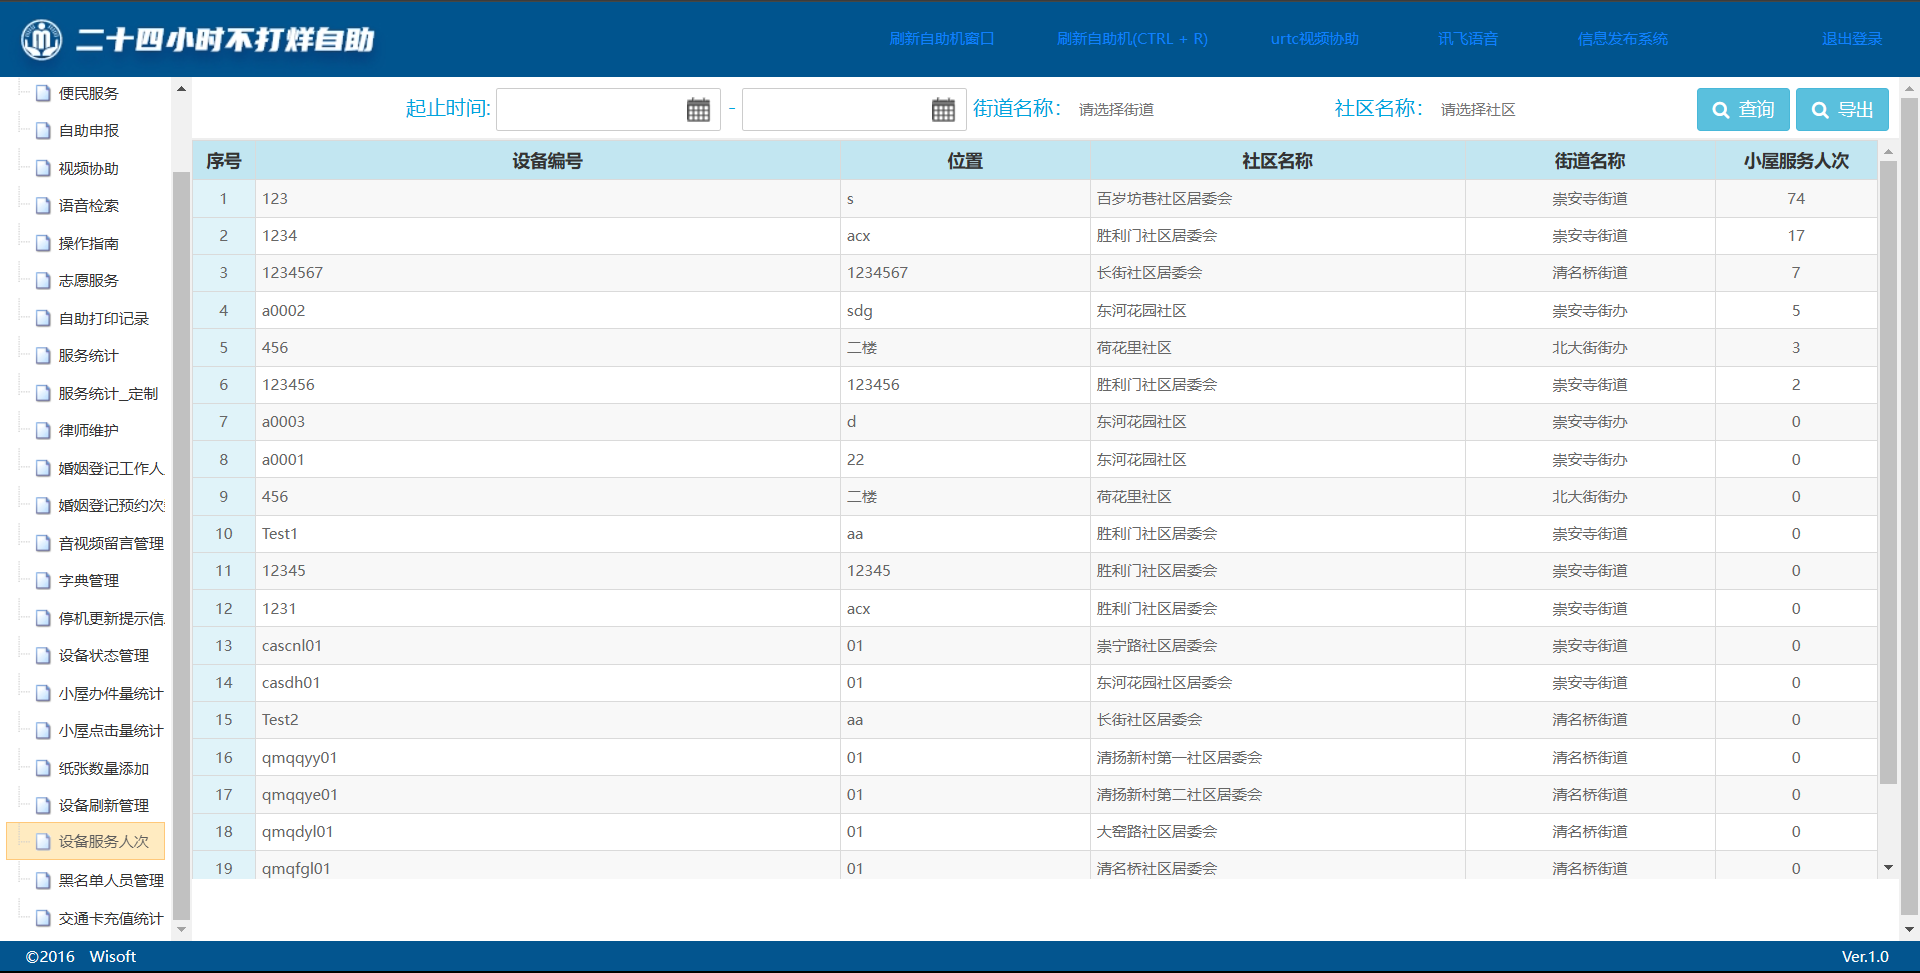 二十四小时不打烊自助
刷新自助机窗口 刷新自助机(CTRL + R) urtc视频协助 讯飞语音 信息发布系统 退出登录
便民服务
自助申报
视频协助
语音检索
操作指南
志愿服务
自助打印记录
服务统计
服务统计_定制
律师维护
婚姻登记工作人
婚姻登记预约次
音视频留言管理
字典管理
停机更新提示信
设备状态管理
小屋办件量统计
小屋点击量统计
纸张数量添加
设备刷新管理
设备服务人次
黑名单人员管理
交通卡充值统计
起止时间: - 街道名称: 请选择街道 社区名称: 请选择社区 查询 导出
序号 设备编号 位置 社区名称 街道名称 小屋服务人次
1 123 s 百岁坊巷社区居委会 崇安寺街道 74
2 1234 acx 胜利门社区居委会 崇安寺街道 17
3 1234567 1234567 长街社区居委会 清名桥街道 7
4 a0002 sdg 东河花园社区 崇安寺街办 5
5 456 二楼 荷花里社区 北大街街办 3
6 123456 123456 胜利门社区居委会 崇安寺街道 2
7 a0003 d 东河花园社区 崇安寺街办 0
8 a0001 22 东河花园社区 崇安寺街办 0
9 456 二楼 荷花里社区 北大街街办 0
10 Test1 aa 胜利门社区居委会 崇安寺街道 0
11 12345 12345 胜利门社区居委会 崇安寺街道 0
12 1231 acx 胜利门社区居委会 崇安寺街道 0
13 cascnl01 01 崇宁路社区居委会 崇安寺街道 0
14 casdh01 01 东河花园社区居委会 崇安寺街道 0
15 Test2 aa 长街社区居委会 清名桥街道 0
16 qmqqyy01 01 清扬新村第一社区居委会 清名桥街道 0
17 qmqqye01 01 清扬新村第二社区居委会 清名桥街道 0
18 qmqdyl01 01 大窑路社区居委会 清名桥街道 0
19 qmqfgl01 01 清名桥社区居委会 清名桥街道 0
©2016 Wisoft Ver.1.0